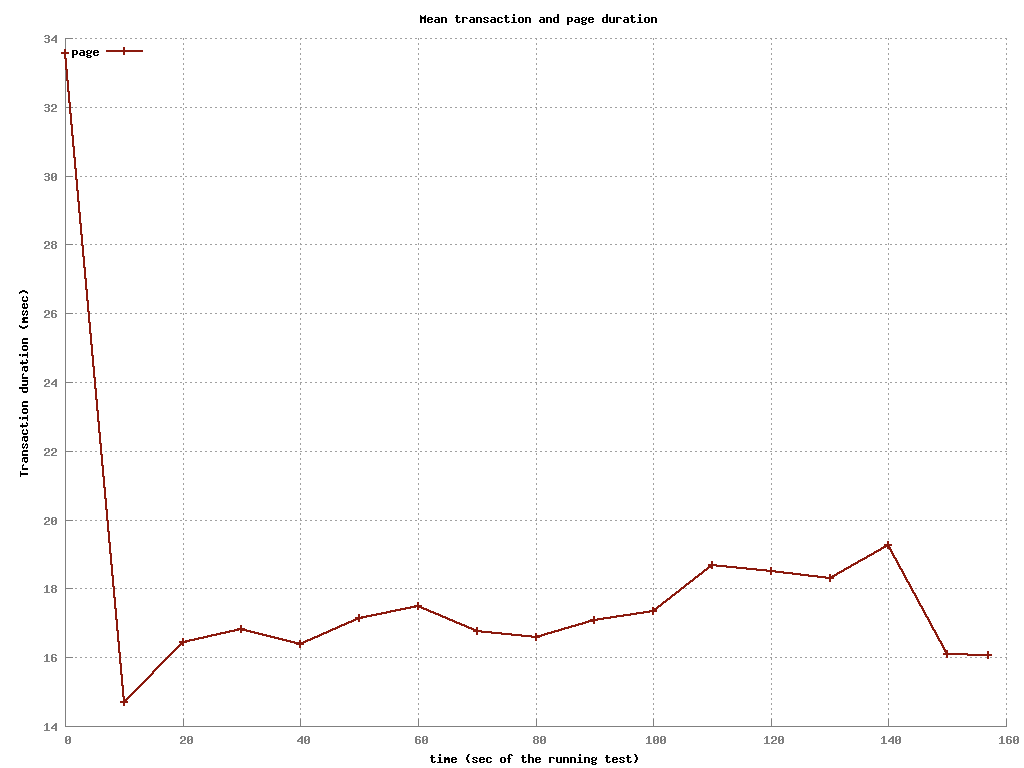 Mean transaction and page duration
34
page
32
30
28
26
24
22
20
18
16
14
Transaction duration (msec)
0 20 40 60 80 100 120 140 160
time (sec of the running test)